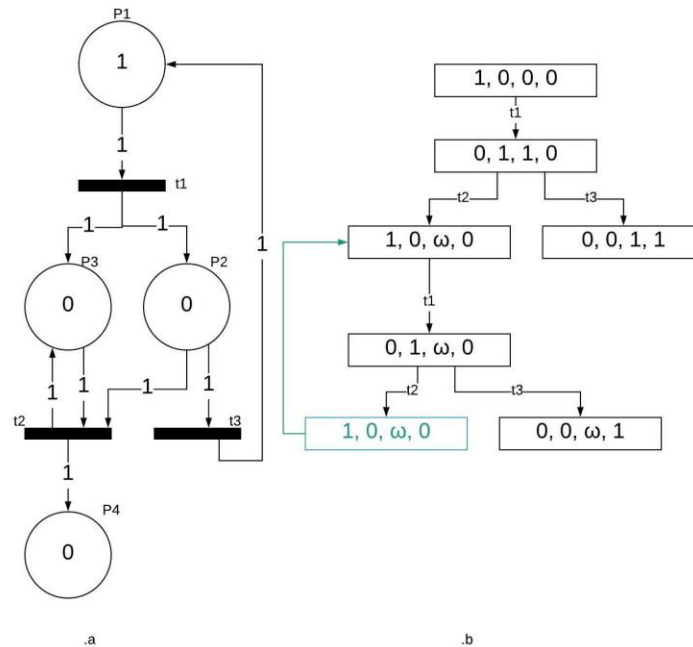 P1
1
1
t1
1
1
1
P3
P2
0
0
1
1
1
1
t2
t3
1
P4
0
.a
1, 0, 0, 0
t1
0, 1, 1, 0
t2
t3
1, 0, ω, 0
0, 0, 1, 1
t1
0, 1, ω, 0
t2
t3
1, 0, ω, 0
0, 0, ω, 1
.b